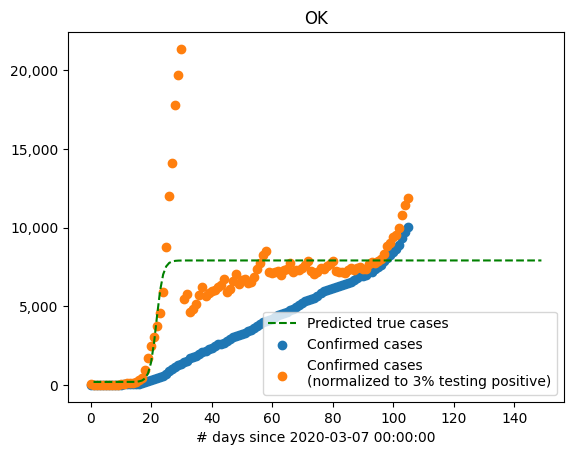 OK
20,000
15,000
10,000
5,000
0
Predicted true cases
Confirmed cases
Confirmed cases
(normalized to 3% testing positive)
0 20 40 60 80 100 120 140
# days since 2020-03-07 00:00:00